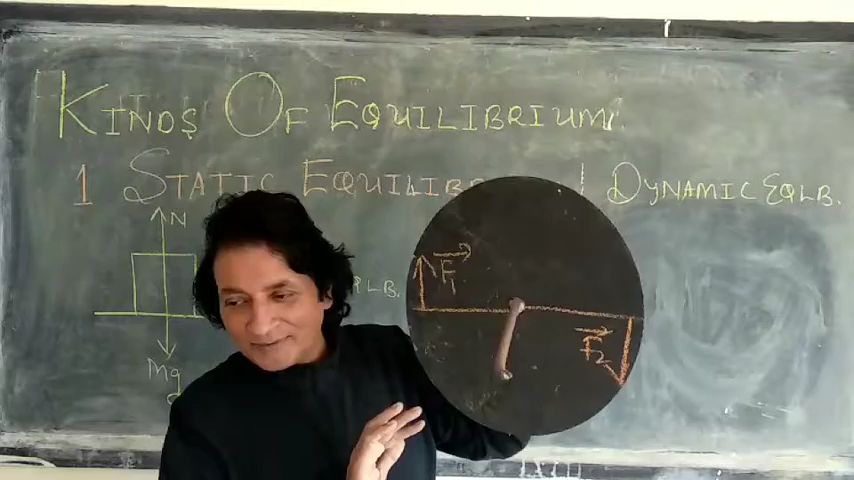 KINDS OF EQUILIBRIUM
1 STATIC EQUILIB
DYNAMIC EQLB.
N
F1
QLB.
F2
Mg